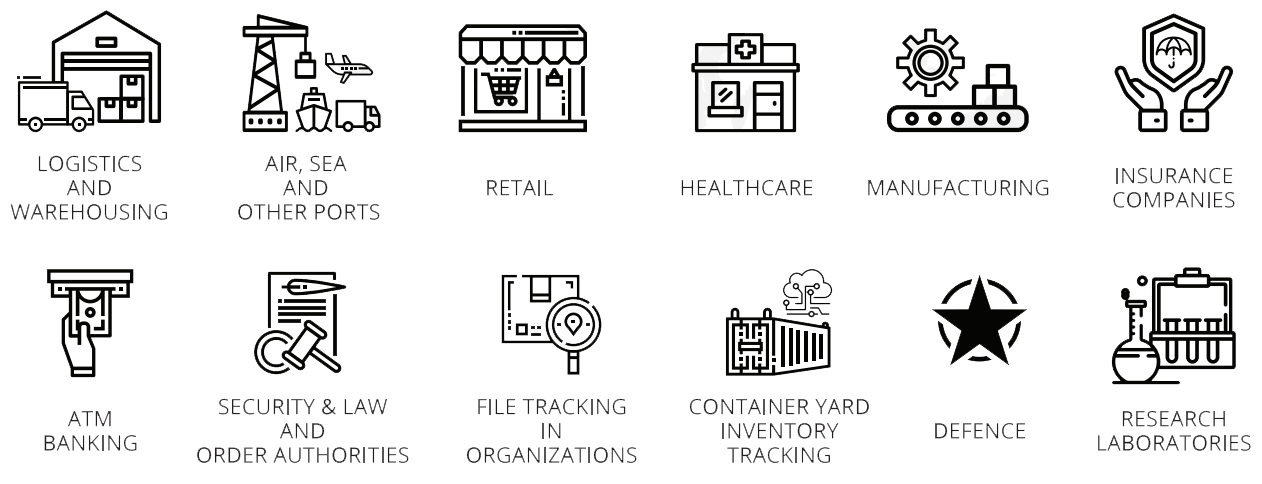 LOGISTICS
AND
WAREHOUSING
AIR, SEA
AND
OTHER PORTS
RETAIL
HEALTHCARE
MANUFACTURING
INSURANCE
COMPANIES
ATM
BANKING
SECURITY & LAW
AND
ORDER AUTHORITIES
FILE TRACKING
IN
ORGANIZATIONS
CONTAINER YARD
INVENTORY
TRACKING
DEFENCE
RESEARCH
LABORATORIES